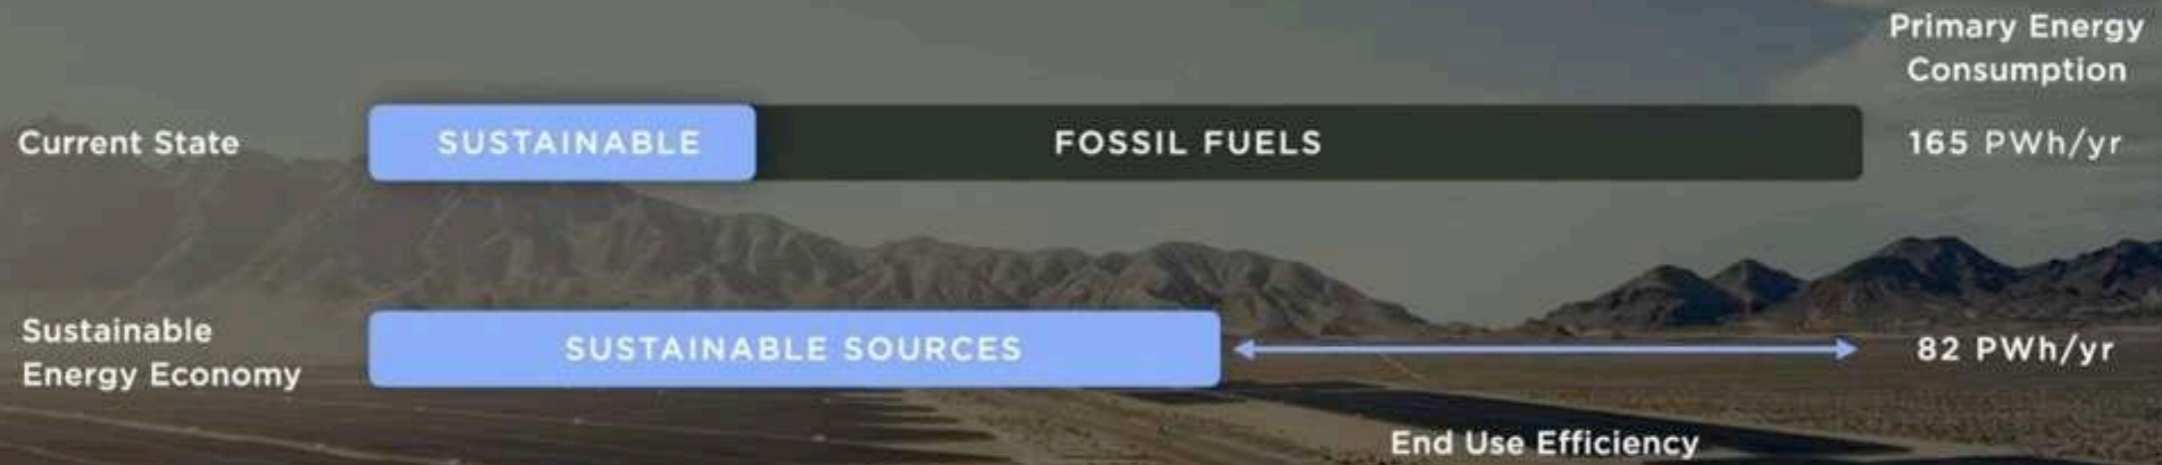 Primary Energy
Consumption
Current State
SUSTAINABLE
FOSSIL FUELS
165 PWh/yr
Sustainable
Energy Economy
SUSTAINABLE SOURCES
82 PWh/yr
End Use Efficiency